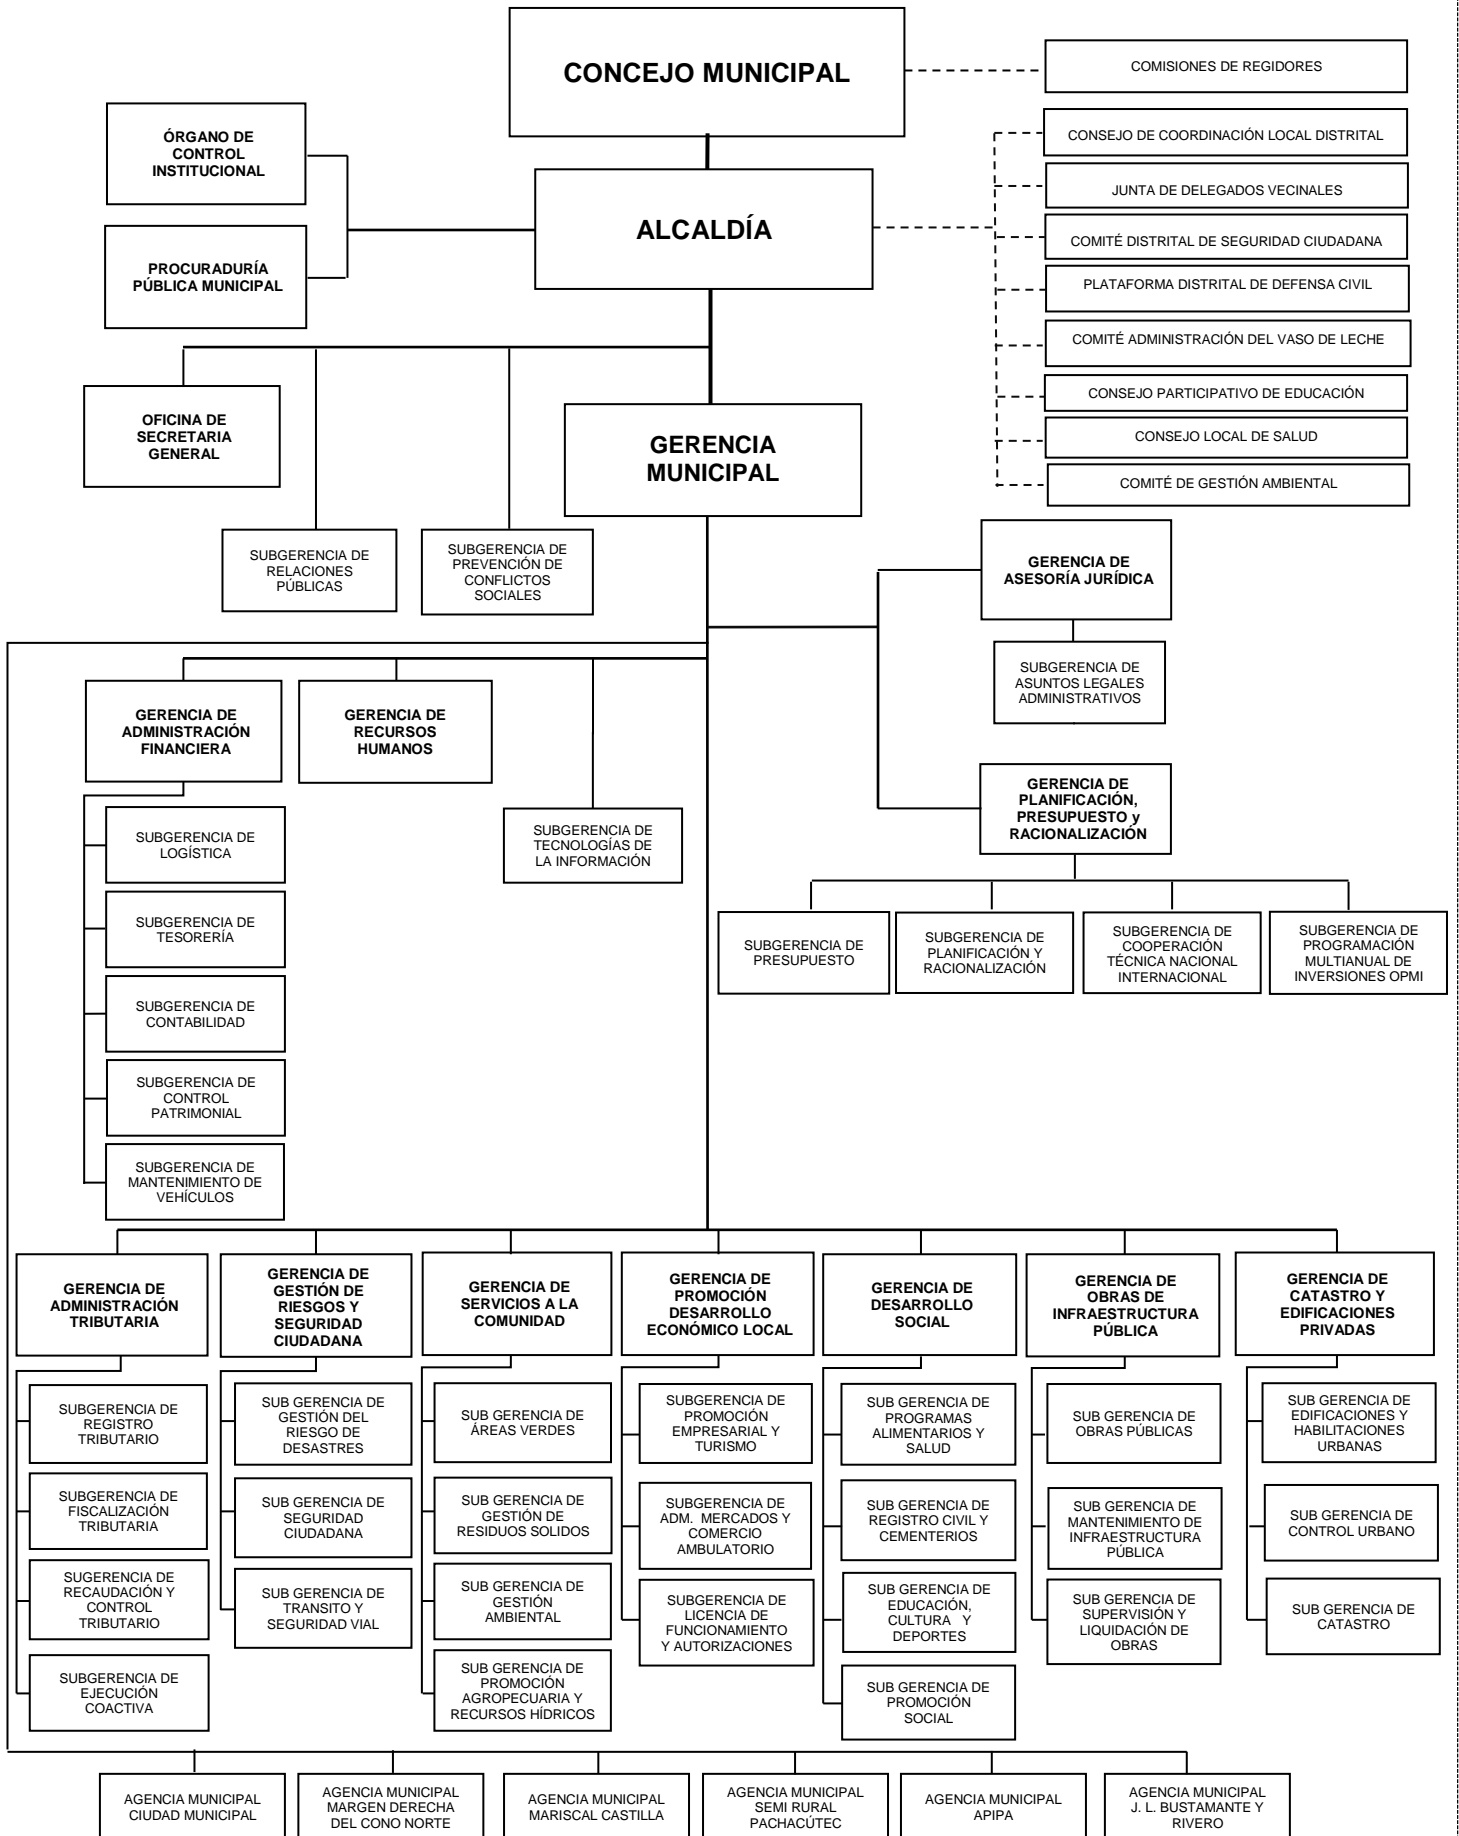 CONCEJO MUNICIPAL
COMISIONES DE REGIDORES
ÓRGANO DE
CONTROL
INSTITUCIONAL
CONSEJO DE COORDINACIÓN LOCAL DISTRITAL
JUNTA DE DELEGADOS VECINALES
ALCALDÍA
COMITÉ DISTRITAL DE SEGURIDAD CIUDADANA
PROCURADURÍA
PÚBLICA MUNICIPAL
PLATAFORMA DISTRITAL DE DEFENSA CIVIL
COMITÉ ADMINISTRACIÓN DEL VASO DE LECHE
CONSEJO PARTICIPATIVO DE EDUCACIÓN
OFICINA DE
SECRETARIA
GENERAL
GERENCIA
MUNICIPAL
CONSEJO LOCAL DE SALUD
COMITÉ DE GESTIÓN AMBIENTAL
SUBGERENCIA DE
RELACIONES
PÚBLICAS
SUBGERENCIA DE
PREVENCIÓN DE
CONFLICTOS
SOCIALES
GERENCIA DE
ASESORÍA JURÍDICA
SUBGERENCIA DE
ASUNTOS LEGALES
ADMINISTRATIVOS
GERENCIA DE
ADMINISTRACIÓN
FINANCIERA
GERENCIA DE
RECURSOS
HUMANOS
GERENCIA DE
PLANIFICACIÓN,
PRESUPUESTO y
RACIONALIZACIÓN
SUBGERENCIA DE
LOGÍSTICA
SUBGERENCIA DE
TECNOLOGÍAS DE
LA INFORMACIÓN
SUBGERENCIA DE
TESORERÍA
SUBGERENCIA DE
PRESUPUESTO
SUBGERENCIA DE
PLANIFICACIÓN Y
RACIONALIZACIÓN
SUBGERENCIA DE
COOPERACIÓN
TÉCNICA NACIONAL
INTERNACIONAL
SUBGERENCIA DE
PROGRAMACIÓN
MULTIANUAL DE
INVERSIONES OPMI
SUBGERENCIA DE
CONTABILIDAD
SUBGERENCIA DE
CONTROL
PATRIMONIAL
SUBGERENCIA DE
MANTENIMIENTO DE
VEHÍCULOS
GERENCIA DE
ADMINISTRACIÓN
TRIBUTARIA
GERENCIA DE
GESTIÓN DE
RIESGOS Y
SEGURIDAD
CIUDADANA
GERENCIA DE
SERVICIOS A LA
COMUNIDAD
GERENCIA DE
PROMOCIÓN
DESARROLLO
ECONÓMICO LOCAL
GERENCIA DE
DESARROLLO
SOCIAL
GERENCIA DE
OBRAS DE
INFRAESTRUCTURA
PÚBLICA
GERENCIA DE
CATASTRO Y
EDIFICACIONES
PRIVADAS
SUBGERENCIA DE
REGISTRO
TRIBUTARIO
SUB GERENCIA DE
GESTIÓN DEL
RIESGO DE
DESASTRES
SUB GERENCIA DE
ÁREAS VERDES
SUBGERENCIA DE
PROMOCIÓN
EMPRESARIAL Y
TURISMO
SUB GERENCIA DE
PROGRAMAS
ALIMENTARIOS Y
SALUD
SUB GERENCIA DE
OBRAS PÚBLICAS
SUB GERENCIA DE
EDIFICACIONES Y
HABILITACIONES
URBANAS
SUBGERENCIA DE
FISCALIZACIÓN
TRIBUTARIA
SUB GERENCIA DE
SEGURIDAD
CIUDADANA
SUB GERENCIA DE
GESTIÓN DE
RESIDUOS SOLIDOS
SUBGERENCIA DE
ADM. MERCADOS Y
COMERCIO
AMBULATORIO
SUB GERENCIA DE
REGISTRO CIVIL Y
CEMENTERIOS
SUB GERENCIA DE
MANTENIMIENTO DE
INFRAESTRUCTURA
PÚBLICA
SUB GERENCIA DE
CONTROL URBANO
SUGERENCIA DE
RECAUDACIÓN Y
CONTROL
TRIBUTARIO
SUB GERENCIA DE
TRANSITO Y
SEGURIDAD VIAL
SUB GERENCIA DE
GESTIÓN
AMBIENTAL
SUBGERENCIA DE
LICENCIA DE
FUNCIONAMIENTO
Y AUTORIZACIONES
SUB GERENCIA DE
EDUCACIÓN,
CULTURA Y
DEPORTES
SUB GERENCIA DE
SUPERVISIÓN Y
LIQUIDACIÓN DE
OBRAS
SUB GERENCIA DE
CATASTRO
SUBGERENCIA DE
EJECUCIÓN
COACTIVA
SUB GERENCIA DE
PROMOCIÓN
AGROPECUARIA Y
RECURSOS HÍDRICOS
SUB GERENCIA DE
PROMOCIÓN
SOCIAL
AGENCIA MUNICIPAL
CIUDAD MUNICIPAL
AGENCIA MUNICIPAL
MARGEN DERECHA
DEL CONO NORTE
AGENCIA MUNICIPAL
MARISCAL CASTILLA
AGENCIA MUNICIPAL
SEMI RURAL
PACHACÚTEC
AGENCIA MUNICIPAL
APIPA
AGENCIA MUNICIPAL
J. L. BUSTAMANTE Y
RIVERO